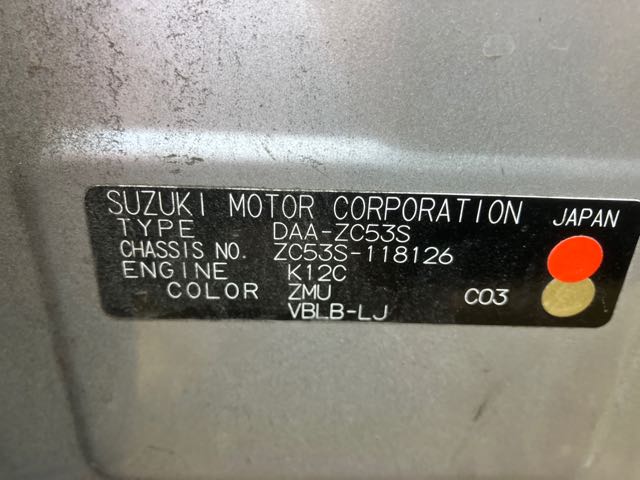 SUZUKI MOTOR CORPORATION JAPAN
TYPE DAA-ZC53S
CHASSIS NO. ZC53S-118126
ENGINE K12C
COLOR ZMU C03
VBLB-LJ